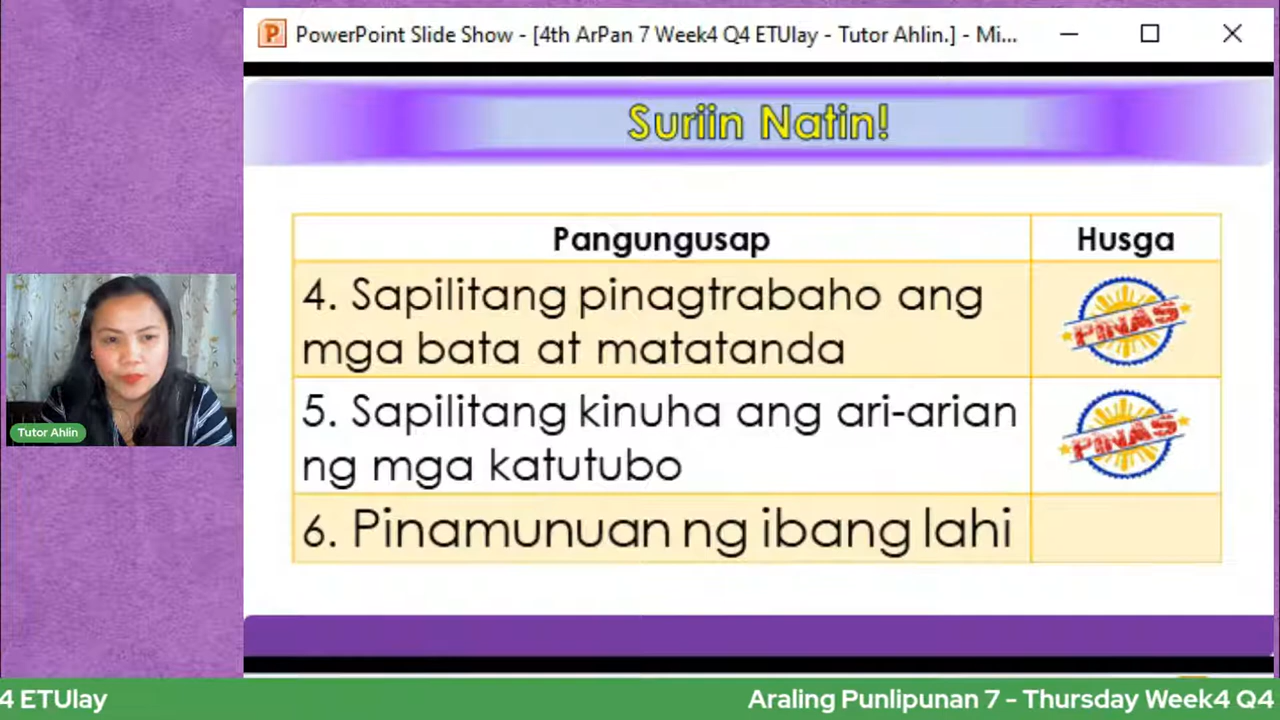 PowerPoint Slide Show - [4th ArPan 7 Week4 Q4 ETUlay - Tutor Ahlin.] - Mi...
Suriin Natin!
Pangungusap
Husga
4. Sapilitang pinagtrabaho ang
mga bata at matatanda
PINAS
5. Sapilitang kinuha ang ari-arian
ng mga katutubo
PINAS
6. Pinamunuan ng ibang lahi
Tutor Ahlin
4 ETUlay
Araling Punlipunan 7 - Thursday Week4 Q4